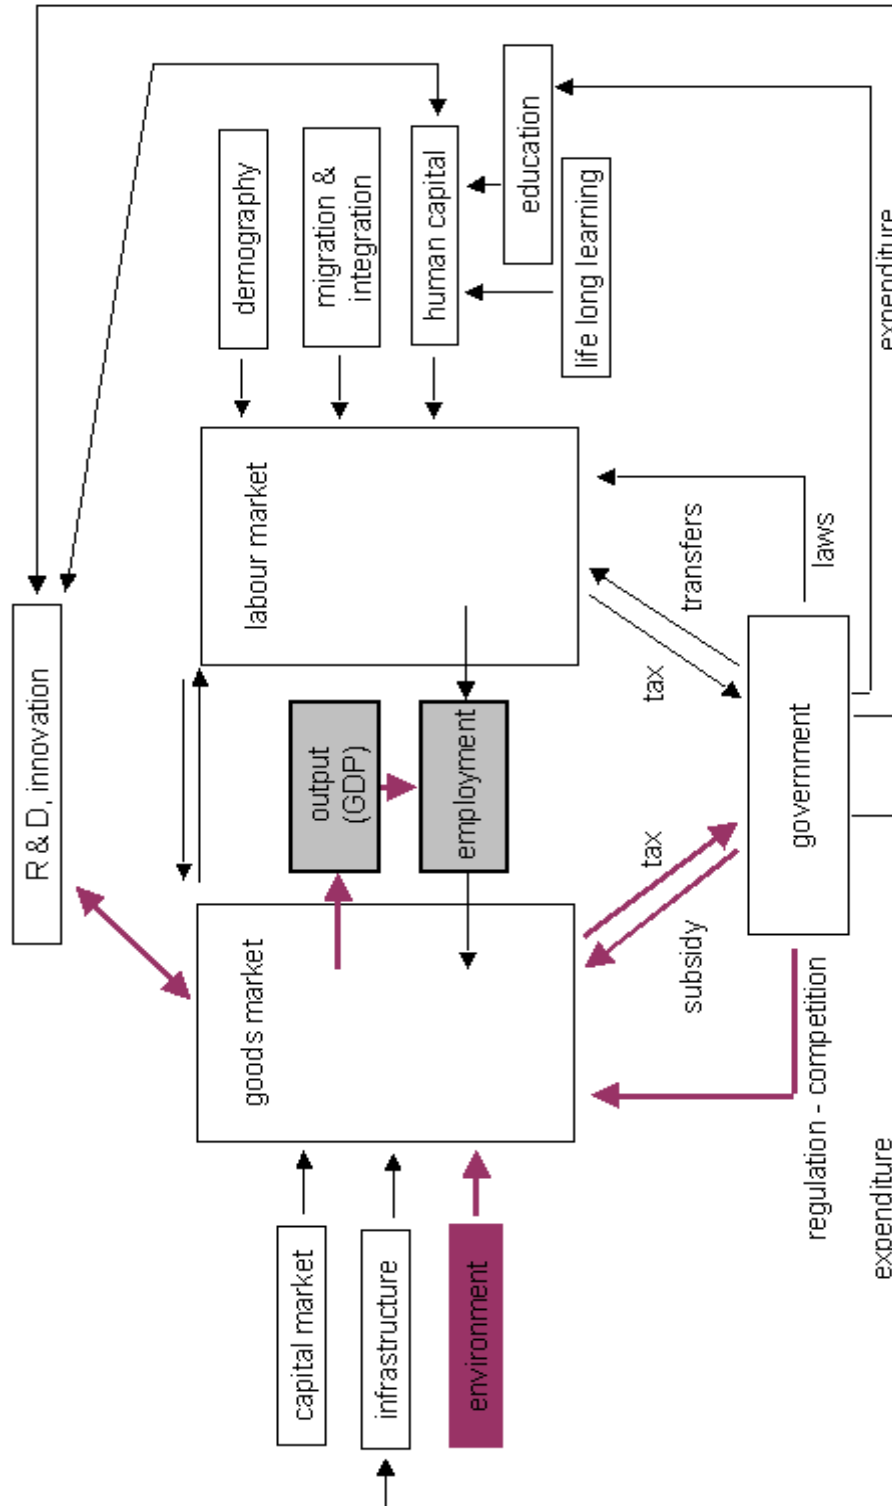 R & D, innovation
capital market
infrastructure
environment
goods market
output
(GDP)
employment
labour market
demography
migration &
integration
human capital
education
life long learning
subsidy
tax
tax
transfers
laws
regulation - competition
government
expenditure
expenditure